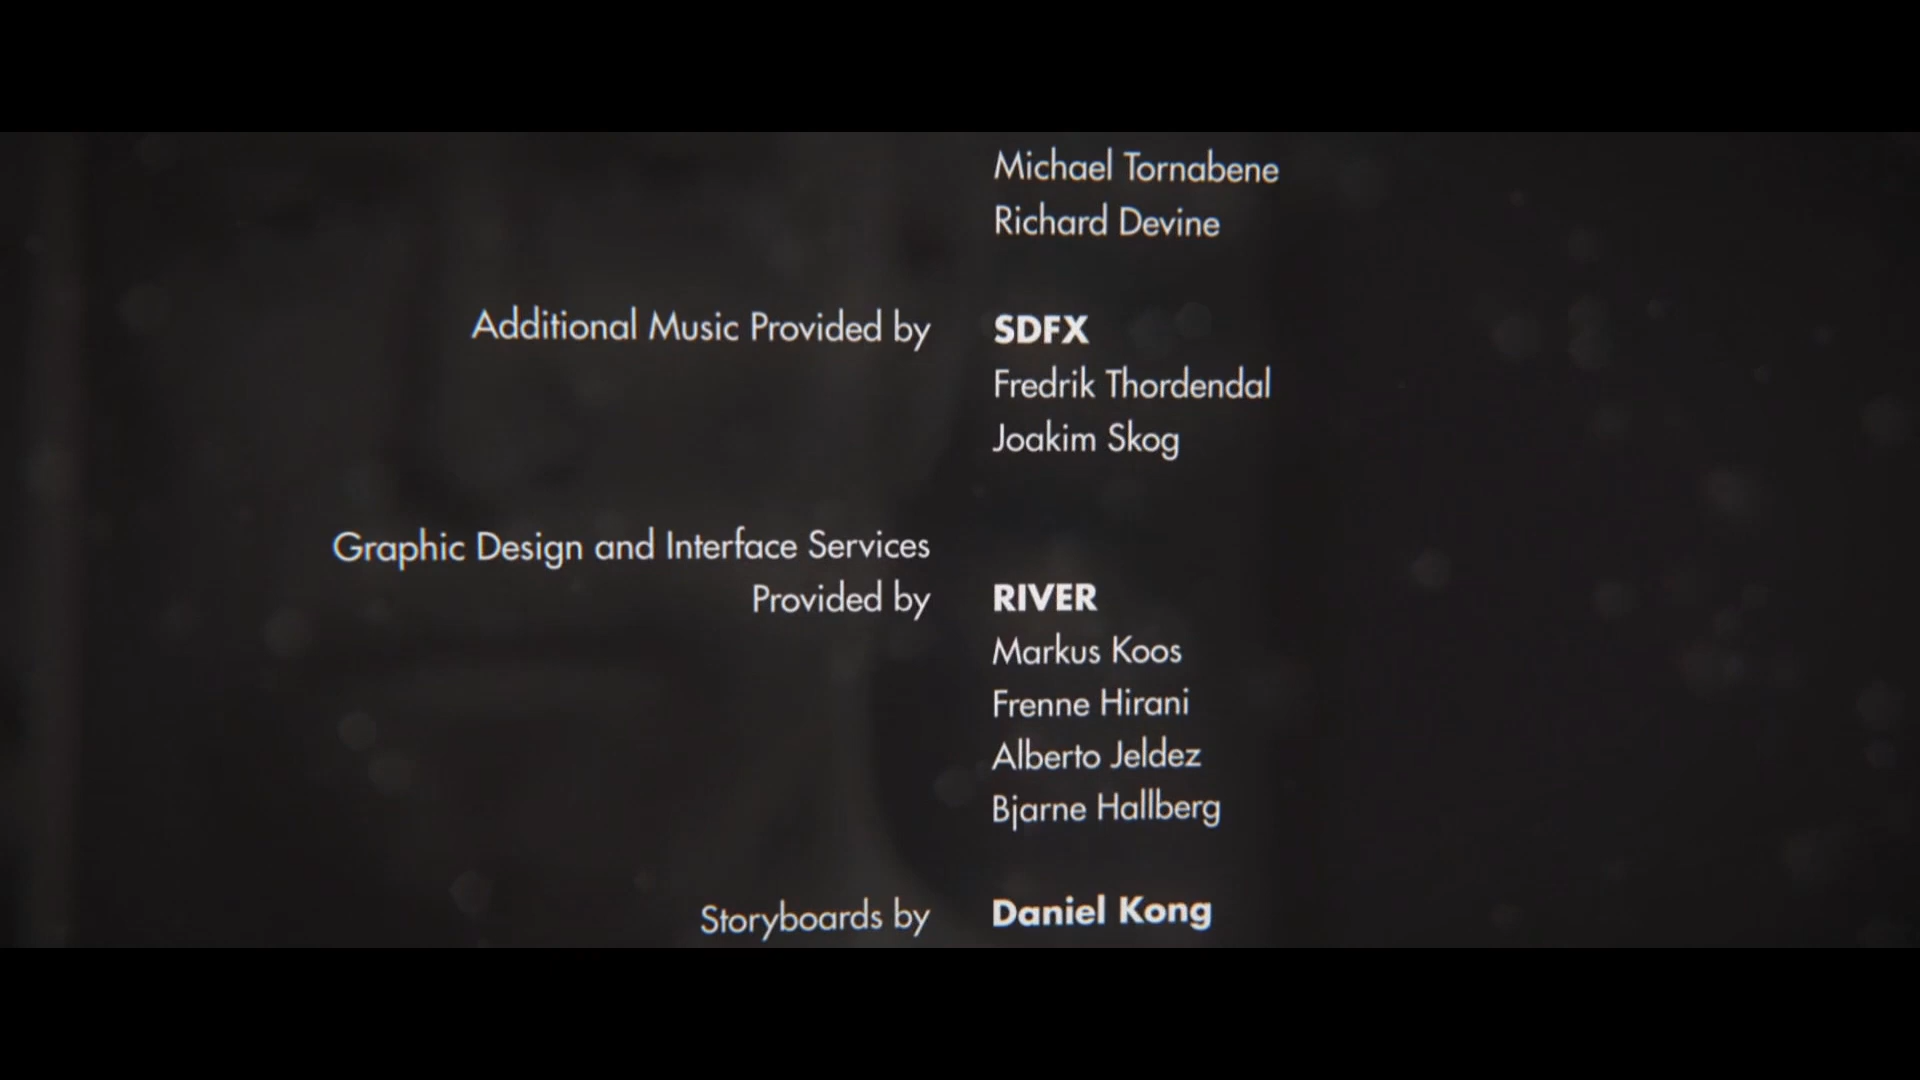 Michael Tornabene
Richard Devine
Additional Music Provided by SDFX
Fredrik Thordendal
Joakim Skog
Graphic Design and Interface Services
Provided by RIVER
Markus Koos
Frenne Hirani
Alberto Jeldez
Bjarne Hallberg
Storyboards by Daniel Kong